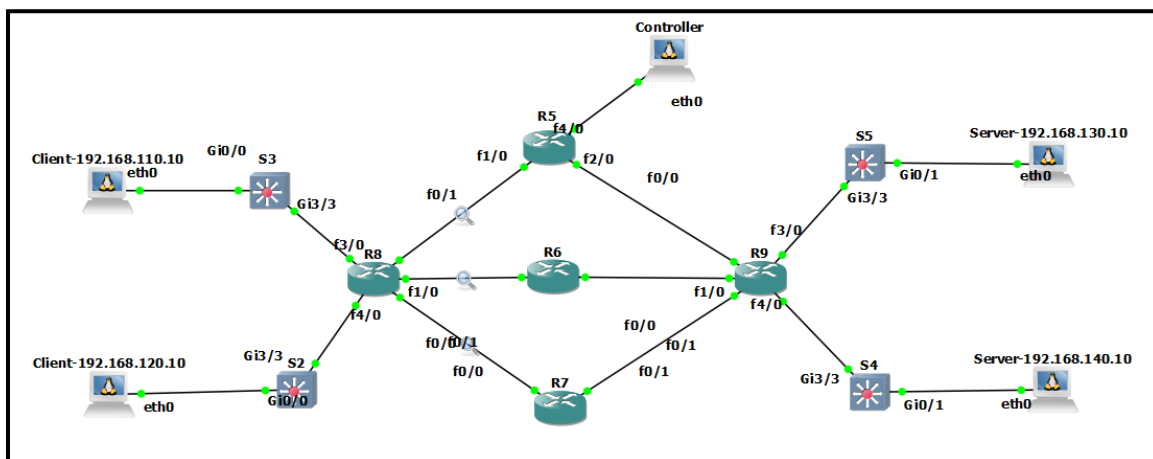 Controller
eth0
R5
f4/0
f1/0
f2/0
f0/1
f0/0
Client-192.168.110.10
eth0
Gi0/0
S3
Gi3/3
f3/0
R8
f1/0
f4/0
R6
S5
Server-192.168.130.10
eth0
Gi0/1
Gi3/3
f3/0
R9
f1/0
f4/0
f0/0
f0/1
f0/0
f0/1
f0/0
f0/1
R7
Client-192.168.120.10
eth0
Gi3/3
S2
Gi0/0
Server-192.168.140.10
S4
Gi3/3
Gi0/1
eth0